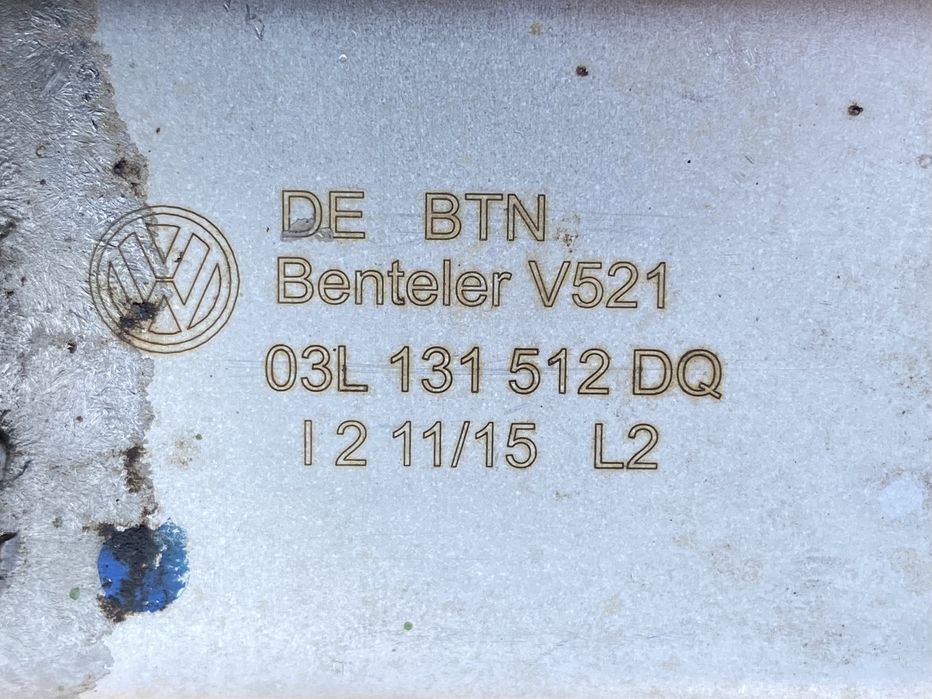 DE BTN
Benteler V521
03L 131 512 DQ
I 2 11/15 L2